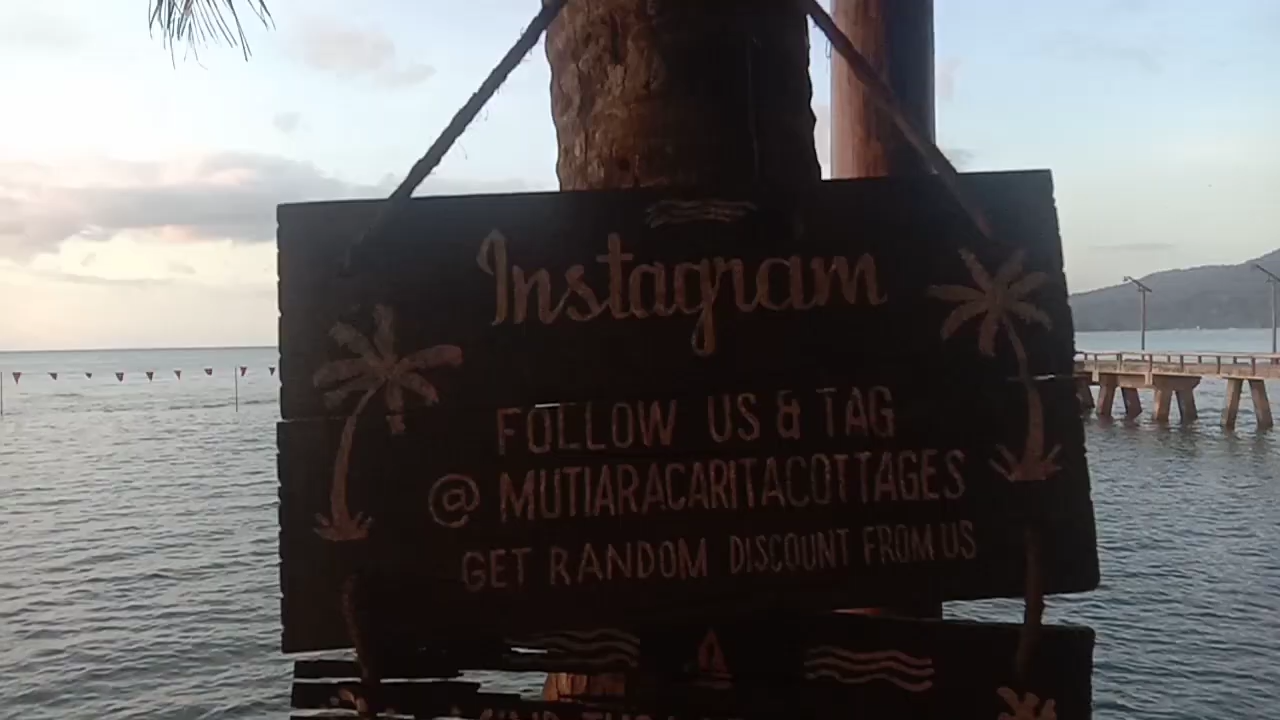 Instagram
FOLLOW US & TAG
@ MUTIARACARITACOTTAGES
GET RANDOM DISCOUNT FROM US